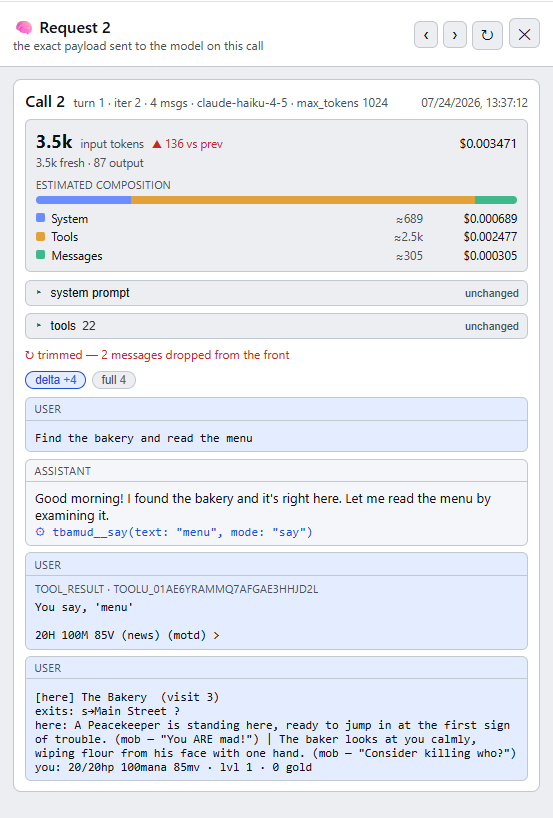 🧠 Request 2
the exact payload sent to the model on this call
‹ › ↻ ✕
Call 2 turn 1 · iter 2 · 4 msgs · claude-haiku-4-5 · max_tokens 1024 07/24/2026, 13:37:12
3.5k input tokens ▲ 136 vs prev $0.003471
3.5k fresh · 87 output
ESTIMATED COMPOSITION
System ≈689 $0.000689
Tools ≈2.5k $0.002477
Messages ≈305 $0.000305
▸ system prompt unchanged
▸ tools 22 unchanged
↻ trimmed — 2 messages dropped from the front
delta +4 full 4
USER
Find the bakery and read the menu
ASSISTANT
Good morning! I found the bakery and it's right here. Let me read the menu by
examining it.
⚙ tbamud__say(text: "menu", mode: "say")
USER
TOOL_RESULT · TOOLU_01AE6YRAMMQ7AFGAE3HHJD2L
You say, 'menu'
20H 100M 85V (news) (motd) >
USER
[here] The Bakery (visit 3)
exits: s→Main Street ?
here: A Peacekeeper is standing here, ready to jump in at the first sign
of trouble. (mob — "You ARE mad!") | The baker looks at you calmly,
wiping flour from his face with one hand. (mob — "Consider killing who?")
you: 20/20hp 100mana 85mv · lvl 1 · 0 gold